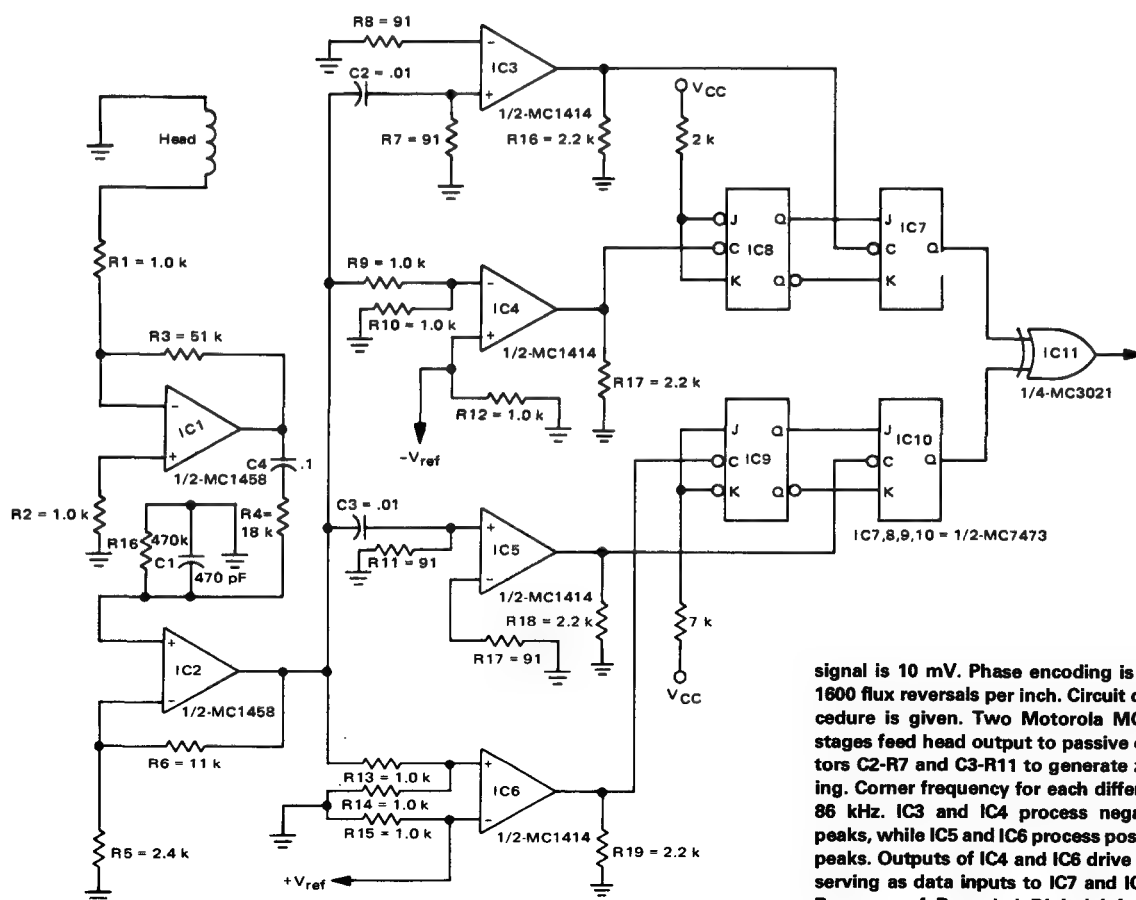 R8 = 91
IC3
C2 = .01
1/2-MC1414
R7 = 91
R16 = 2.2 k
VCC
2 k
Head
J
Q
C
IC8
K
Q
J
IC7
C
Q
K
R1 = 1.0 k
R9 = 1.0 k
IC4
R10 = 1.0 k
1/2-MC1414
R17 = 2.2 k
R12 = 1.0 k
-Vref
IC11
1/4-MC3021
R3 = 51 k
IC1
1/2-MC1458
C4
.1
R2 = 1.0 k
R4=
18 k
R16
470k
C1
470 pF
J
Q
C
IC9
K
Q
J
IC10
C
Q
K
IC7,8,9,10 = 1/2-MC7473
C3 = .01
IC5
R11 = 91
1/2-MC1414
R18 = 2.2 k
R17 = 91
7 k
VCC
IC2
1/2-MC1458
R6 = 11 k
R5 = 2.4 k
R13 = 1.0 k
R14 = 1.0 k
R15 = 1.0 k
IC6
1/2-MC1414
R19 = 2.2 k
+Vref
signal is 10 mV. Phase encoding is
1600 flux reversals per inch. Circuit
cedure is given. Two Motorola
stages feed head output to passive
tors C2-R7 and C3-R11 to generate
ing. Corner frequency for each
86 kHz. IC3 and IC4 process
peaks, while IC5 and IC6 process
peaks. Outputs of IC4 and IC6 drive
serving as data inputs to IC7 and